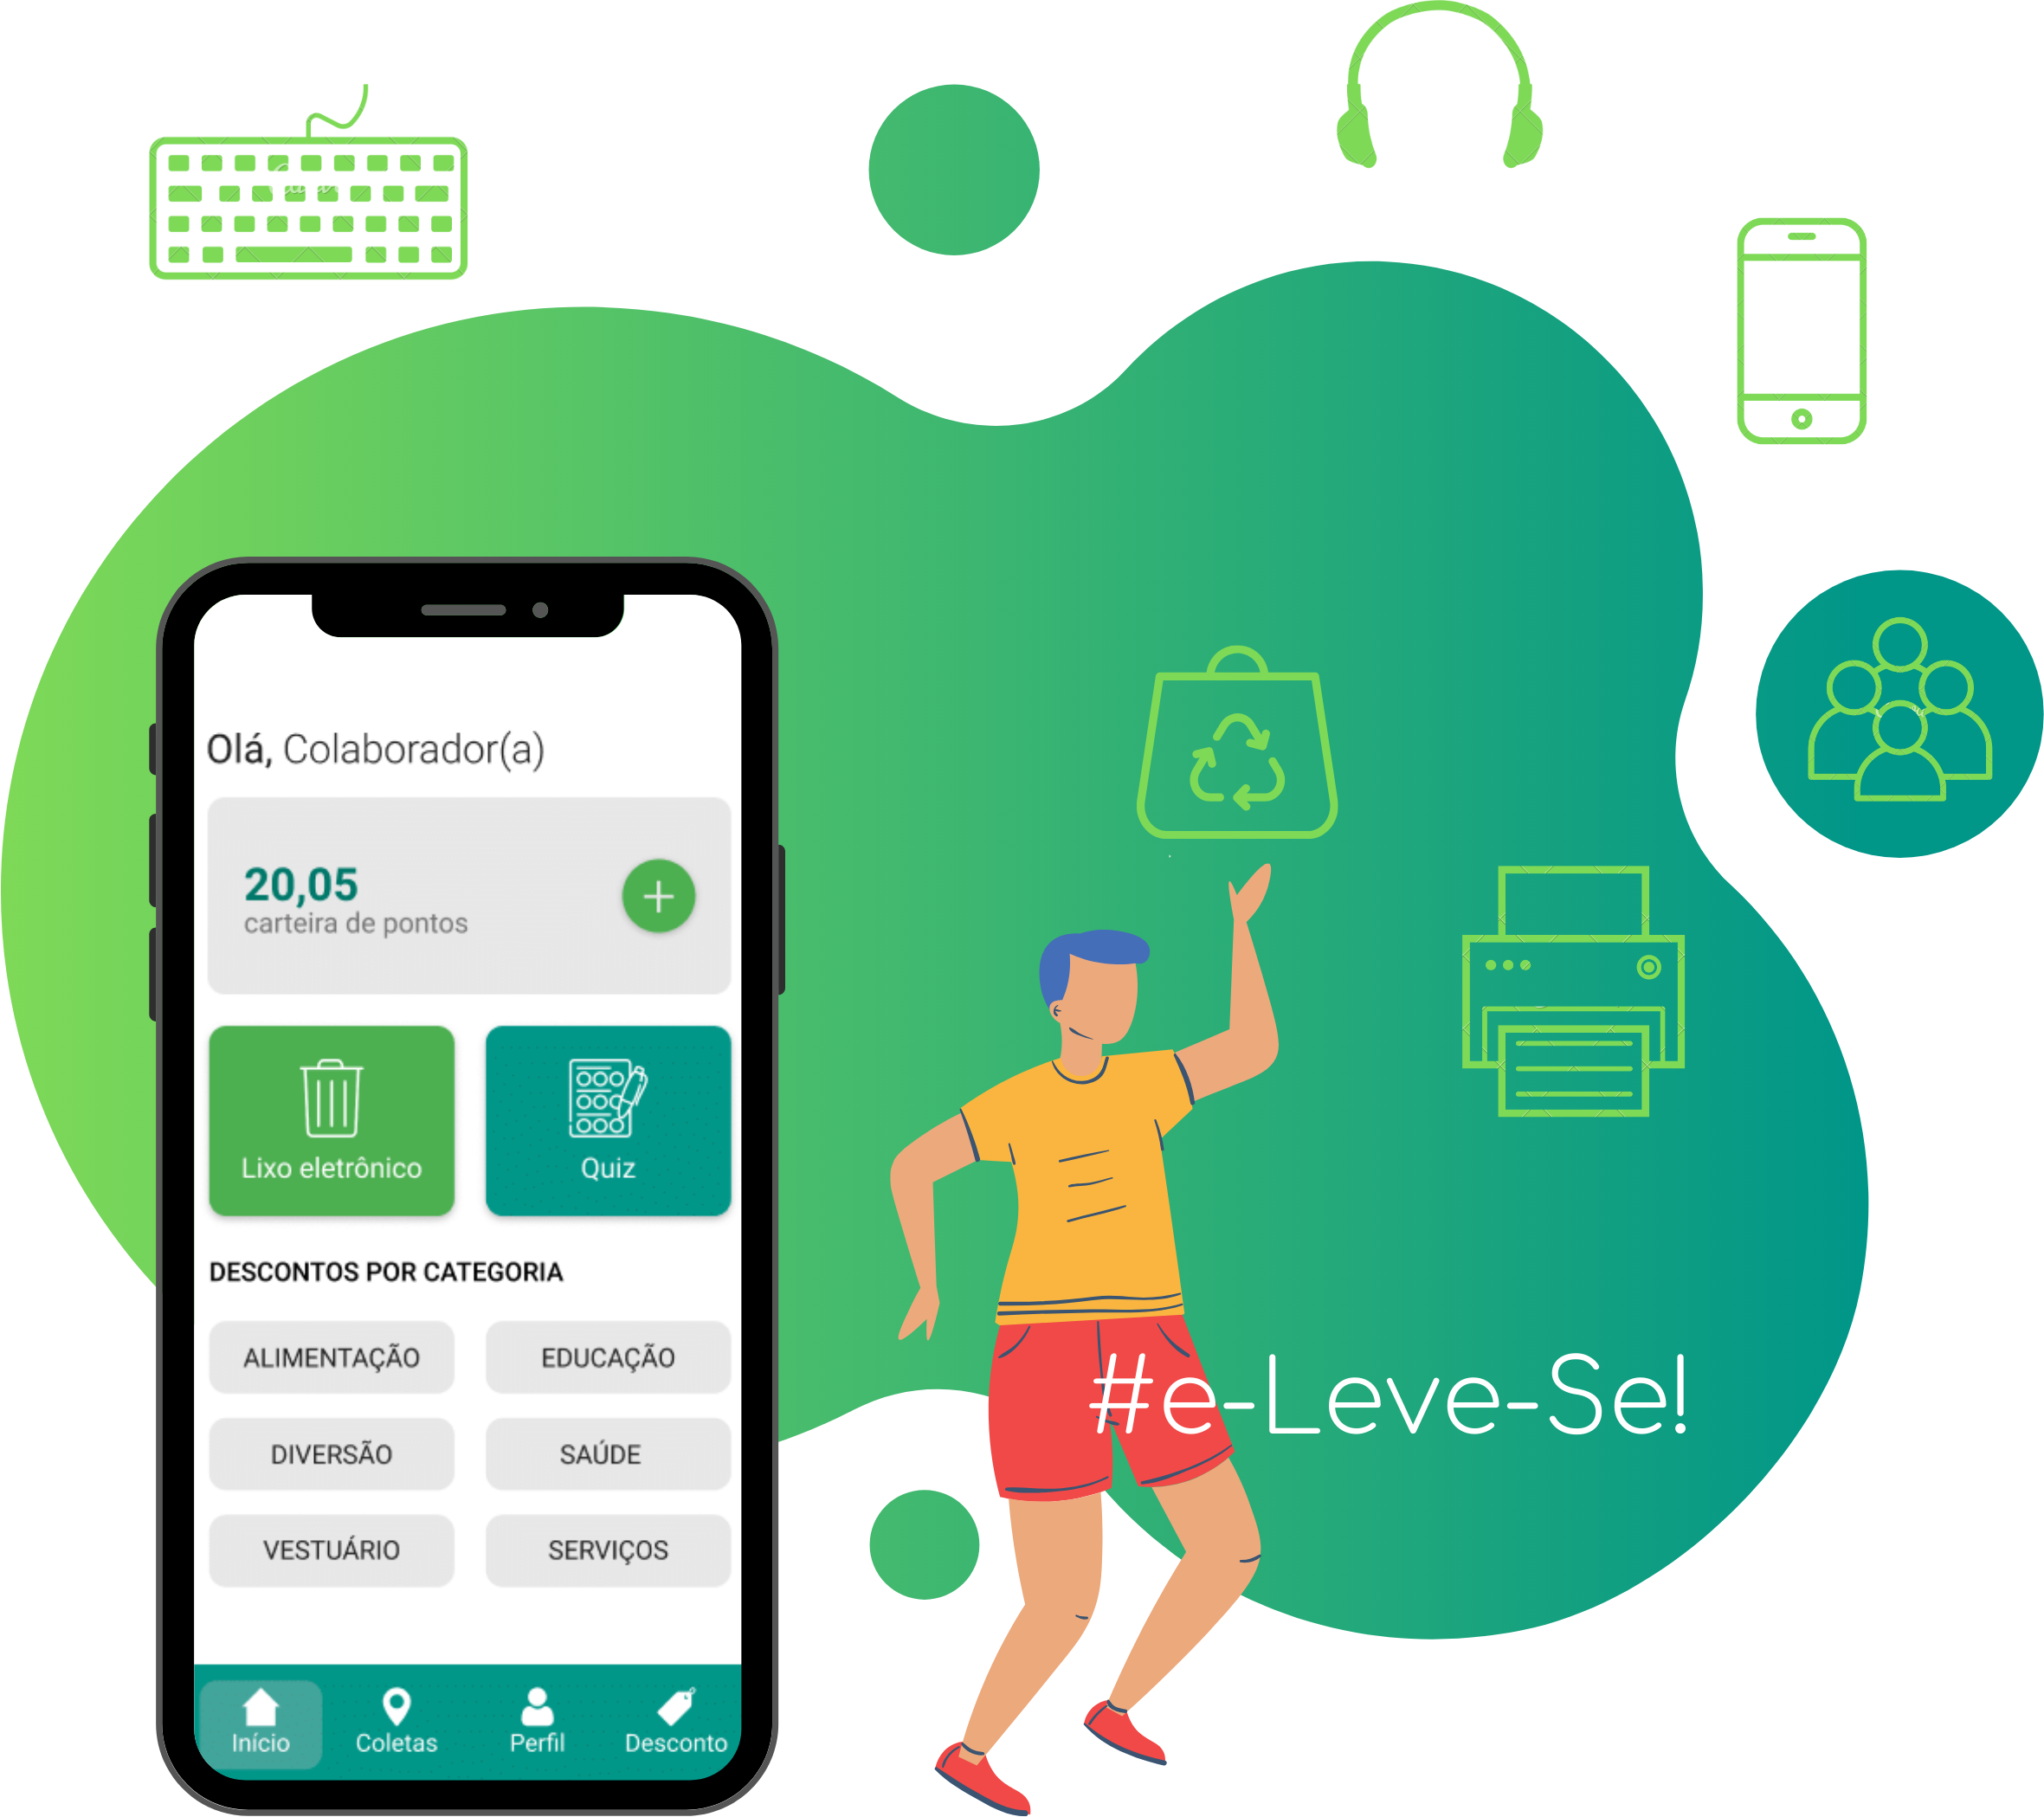 Olá, Colaborador(a)
20,05
carteira de pontos
Lixo eletrônico
Quiz
DESCONTOS POR CATEGORIA
ALIMENTAÇÃO
EDUCAÇÃO
DIVERSÃO
SAÚDE
VESTUÁRIO
SERVIÇOS
Início
Coletas
Perfil
Desconto
#e-Leve-Se!